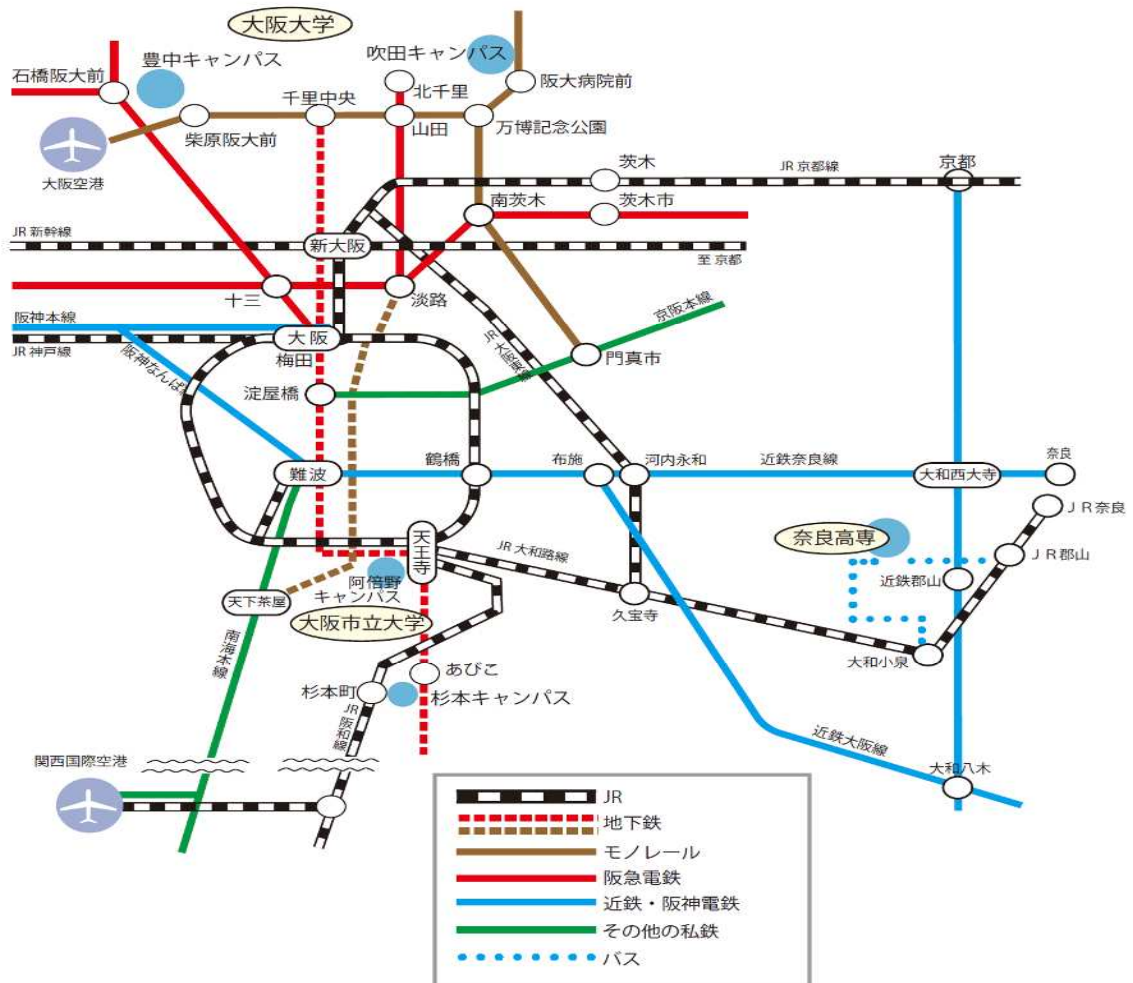 大阪大学
豊中キャンパス
吹田キャンパス
石橋阪大前
阪大病院前
北千里
千里中央
山田
万博記念公園
柴原阪大前
大阪空港
茨木
JR 京都線
京都
南茨木
茨木市
JR 新幹線
新大阪
至 京都
十三
淡路
京阪本線
阪神本線
大阪
梅田
JR 神戸線
阪神なんば
JR 大阪東線
門真市
淀屋橋
鶴橋
布施
河内永和
近鉄奈良線
大和西大寺
奈良
難波
JR奈良
奈良高専
天王寺
JR 大和路線
JR郡山
阿倍野
キャンパス
近鉄郡山
天下茶屋
久宝寺
大阪市立大学
大和小泉
南海本線
あびこ
杉本町
杉本キャンパス
JR 阪和線
近鉄大阪線
関西国際空港
大和八木
JR
地下鉄
モノレール
阪急電鉄
近鉄・阪神電鉄
その他の私鉄
バス